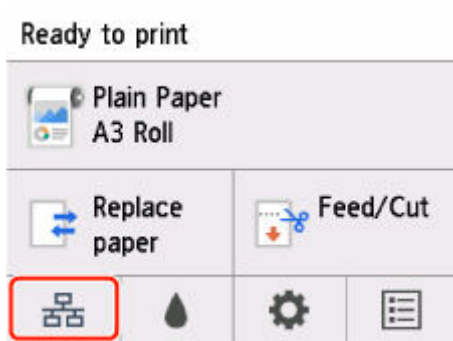 Ready to print
Plain Paper
A3 Roll
Replace
paper
Feed/Cut